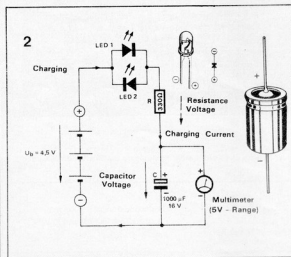 2
LED 1
Charging
LED 2
R
330Ω
Resistance
Voltage
Charging Current
Ub = 4,5 V
Capacitor
Voltage
C
1000 µF
16 V
Multimeter
(5V – Range)